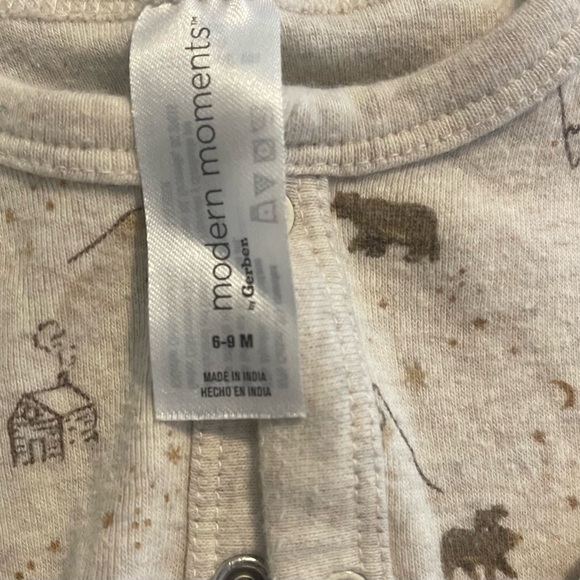 modern moments™
by Gerber.
6-9 M
MADE IN INDIA
HECHO EN INDIA